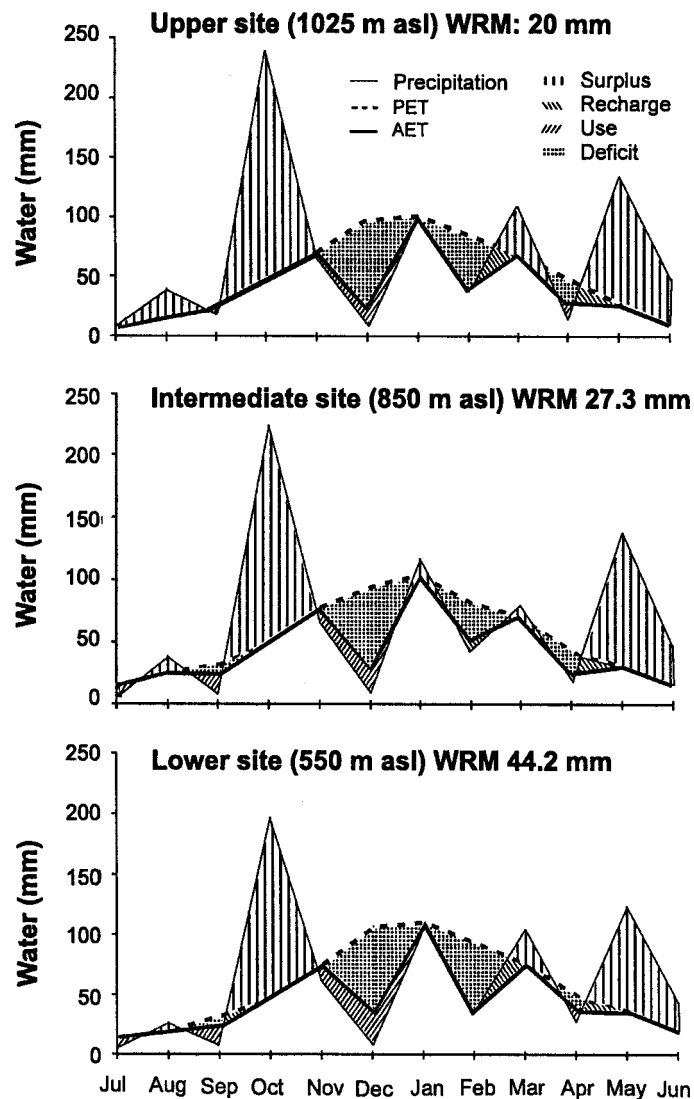 Upper site (1025 m asl) WRM: 20 mm
Water (mm)
250
200
150
100
50
0
Precipitation
PET
AET
Surplus
Recharge
Use
Deficit
Intermediate site (850 m asl) WRM 27.3 mm
Water (mm)
250
200
150
100
50
0
Lower site (550 m asl) WRM 44.2 mm
Water (mm)
250
200
150
100
50
0
Jul Aug Sep Oct Nov Dec Jan Feb Mar Apr May Jun